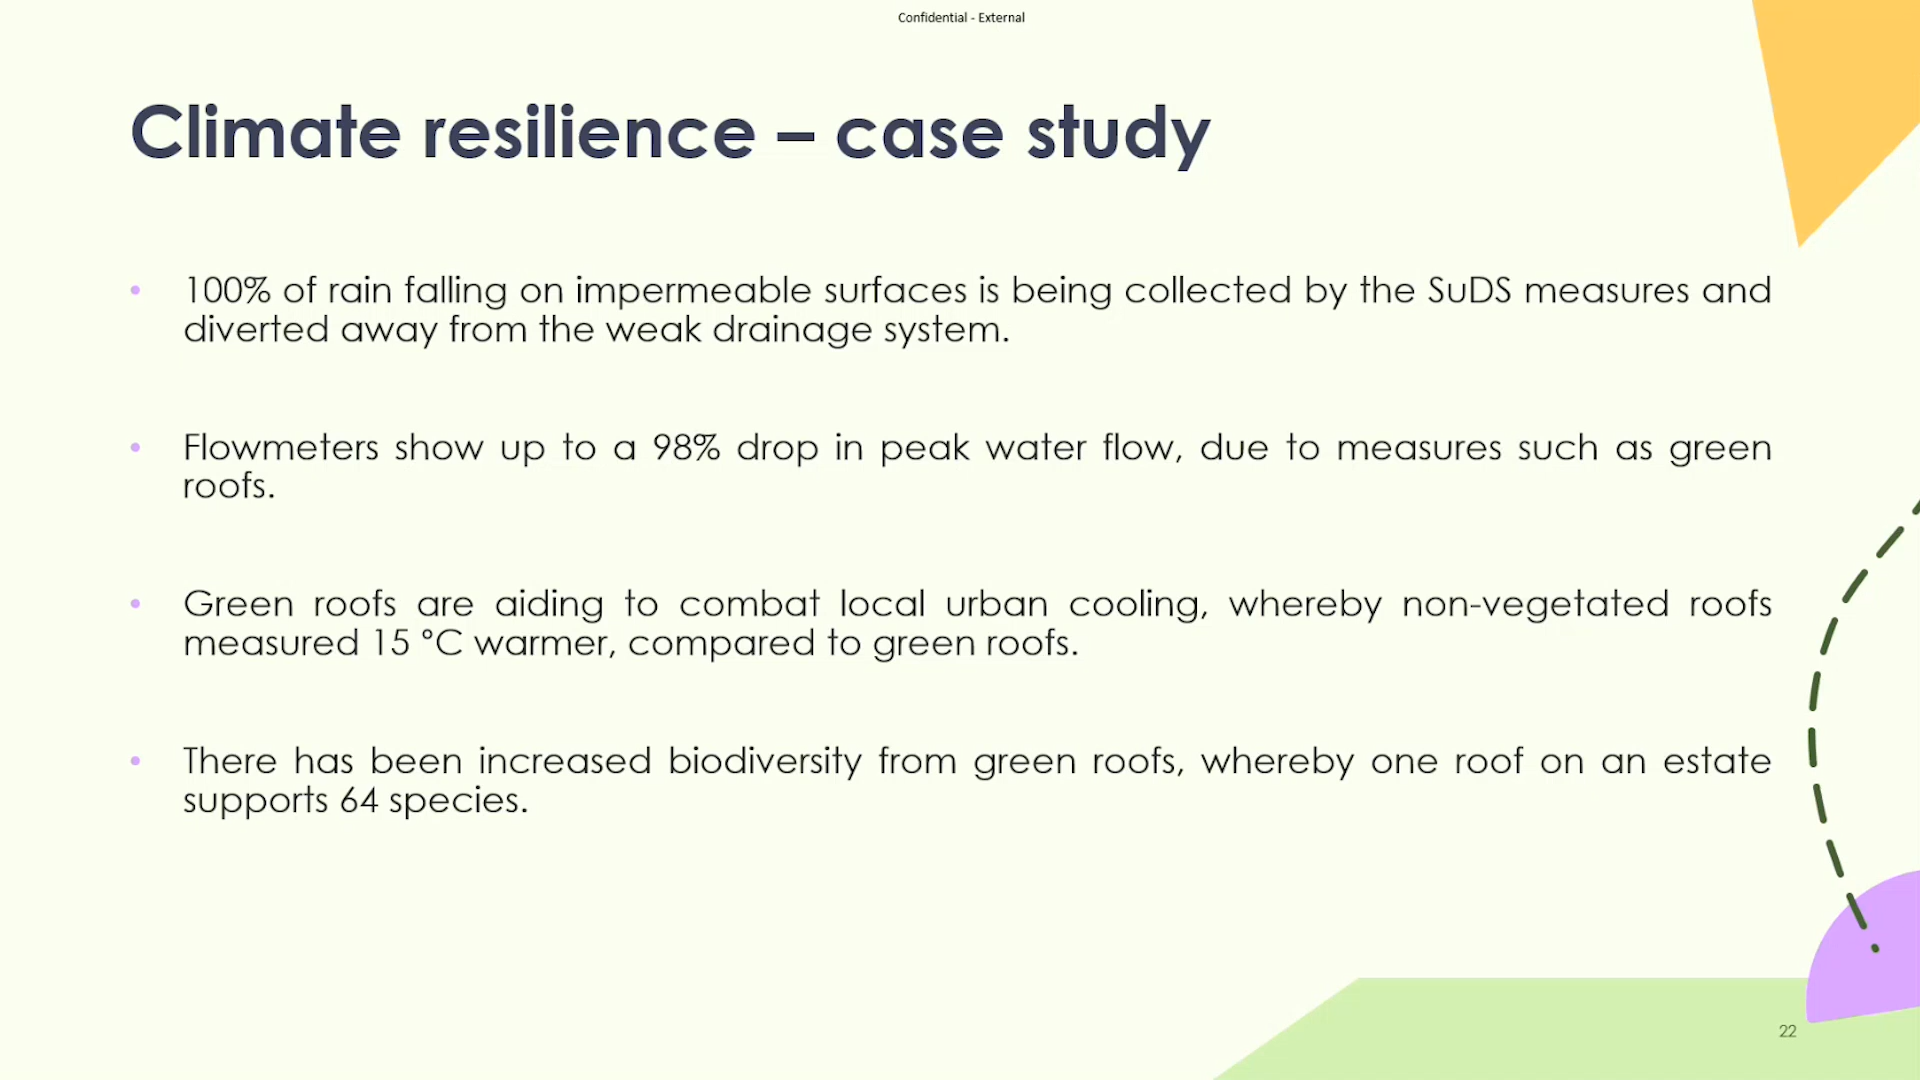 Confidential - External
Climate resilience – case study
• 100% of rain falling on impermeable surfaces is being collected by the SuDS measures and
diverted away from the weak drainage system.
• Flowmeters show up to a 98% drop in peak water flow, due to measures such as green
roofs.
• Green roofs are aiding to combat local urban cooling, whereby non-vegetated roofs
measured 15 °C warmer, compared to green roofs.
• There has been increased biodiversity from green roofs, whereby one roof on an estate
supports 64 species.
22